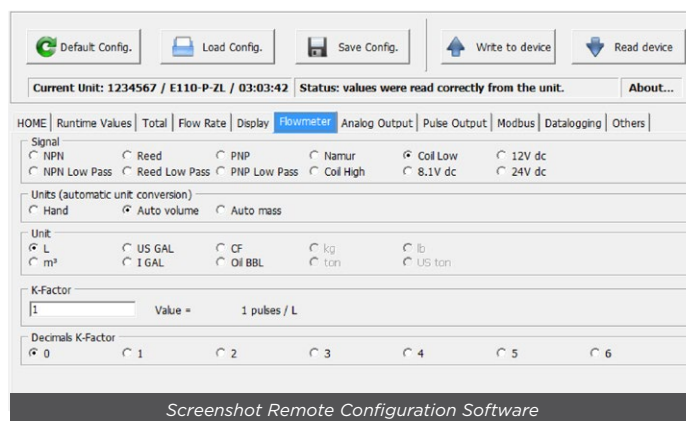 Default Config. Load Config. Save Config. Write to device Read device
Current Unit: 1234567 / E110-P-ZL / 03:03:42 Status: values were read correctly from the unit. About...
HOME Runtime Values Total Flow Rate Display Flowmeter Analog Output Pulse Output Modbus Datalogging Others
Signal
NPN Reed PNP Namur Coil Low 12V dc
NPN Low Pass Reed Low Pass PNP Low Pass Coil High 8.1V dc 24V dc
Units (automatic unit conversion)
Hand Auto volume Auto mass
Unit
L US GAL CF kg lb
m³ I GAL Oil BBL ton US ton
K-Factor
1 Value = 1 pulses / L
Decimals K-Factor
0 1 2 3 4 5 6
Screenshot Remote Configuration Software